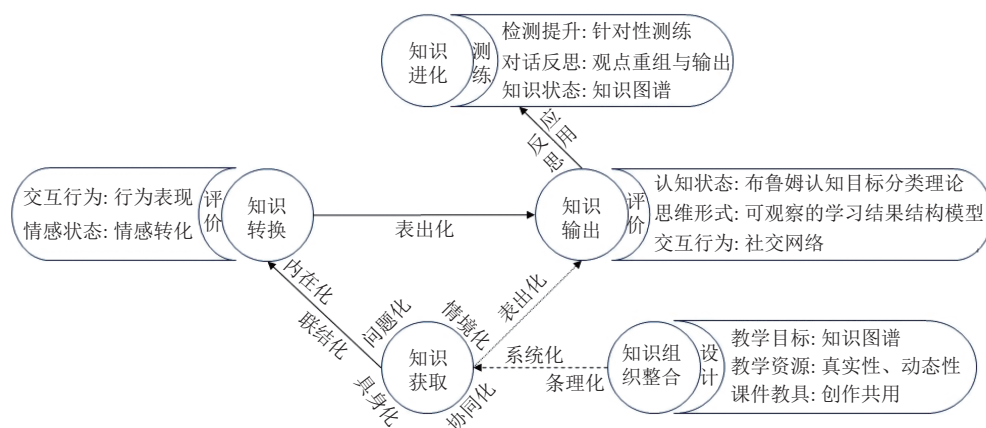 知识
进化
测
练
检测提升: 针对性测练
对话反思: 观点重组与输出
知识状态: 知识图谱
反思
应用
交互行为: 行为表现
情感状态: 情感转化
评
价
知识
转换
表出化
知识
输出
评
价
认知状态: 布鲁姆认知目标分类理论
思维形式: 可观察的学习结果结构模型
交互行为: 社交网络
内在化
联结化
问题化
情境化
表出化
具身化
知识
获取
协同化
系统化
条理化
知识组
织整合
设
计
教学目标: 知识图谱
教学资源: 真实性、动态性
课件教具: 创作共用